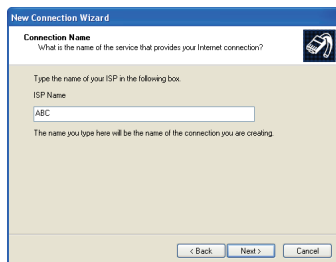 New Connection Wizard
Connection Name
What is the name of the service that provides your Internet connection?
Type the name of your ISP in the following box.
ISP Name
ABC
The name you type here will be the name of the connection you are creating.
< Back Next > Cancel